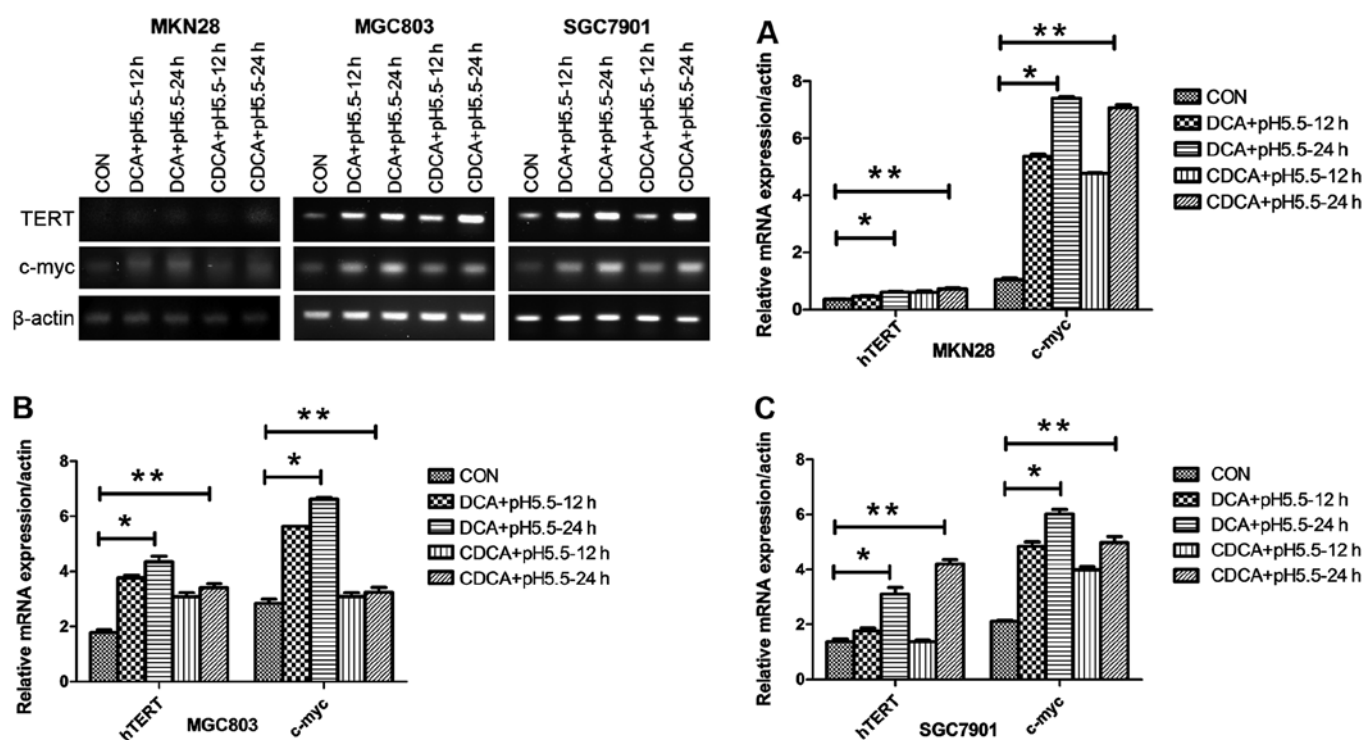 MKN28 MGC803 SGC7901
CON DCA+pH5.5-12 h DCA+pH5.5-24 h CDCA+pH5.5-12 h CDCA+pH5.5-24 h CON DCA+pH5.5-12 h DCA+pH5.5-24 h CDCA+pH5.5-12 h CDCA+pH5.5-24 h CON DCA+pH5.5-12 h DCA+pH5.5-24 h CDCA+pH5.5-12 h CDCA+pH5.5-24 h
TERT
c-myc
β-actin
A
Relative mRNA expression/actin
8
6
4
2
0
* **
* **
hTERT c-myc
MKN28
CON
DCA+pH5.5-12 h
DCA+pH5.5-24 h
CDCA+pH5.5-12 h
CDCA+pH5.5-24 h
B
Relative mRNA expression/actin
8
6
4
2
0
* **
* **
hTERT c-myc
MGC803
CON
DCA+pH5.5-12 h
DCA+pH5.5-24 h
CDCA+pH5.5-12 h
CDCA+pH5.5-24 h
C
Relative mRNA expression/actin
8
6
4
2
0
* **
* **
hTERT c-myc
SGC7901
CON
DCA+pH5.5-12 h
DCA+pH5.5-24 h
CDCA+pH5.5-12 h
CDCA+pH5.5-24 h